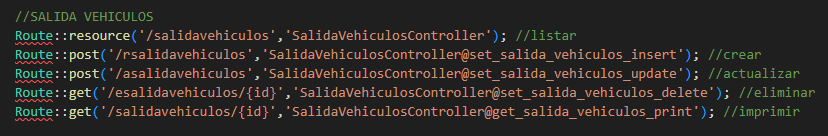 //SALIDA VEHICULOS
Route::resource('/salidavehiculos','SalidaVehiculosController'); //listar
Route::post('/rsalidavehiculos','SalidaVehiculosController@set_salida_vehiculos_insert'); //crear
Route::post('/asalidavehiculos','SalidaVehiculosController@set_salida_vehiculos_update'); //actualizar
Route::get('/esalidavehiculos/{id}','SalidaVehiculosController@set_salida_vehiculos_delete'); //eliminar
Route::get('/salidavehiculos/{id}','SalidaVehiculosController@get_salida_vehiculos_print'); //imprimir